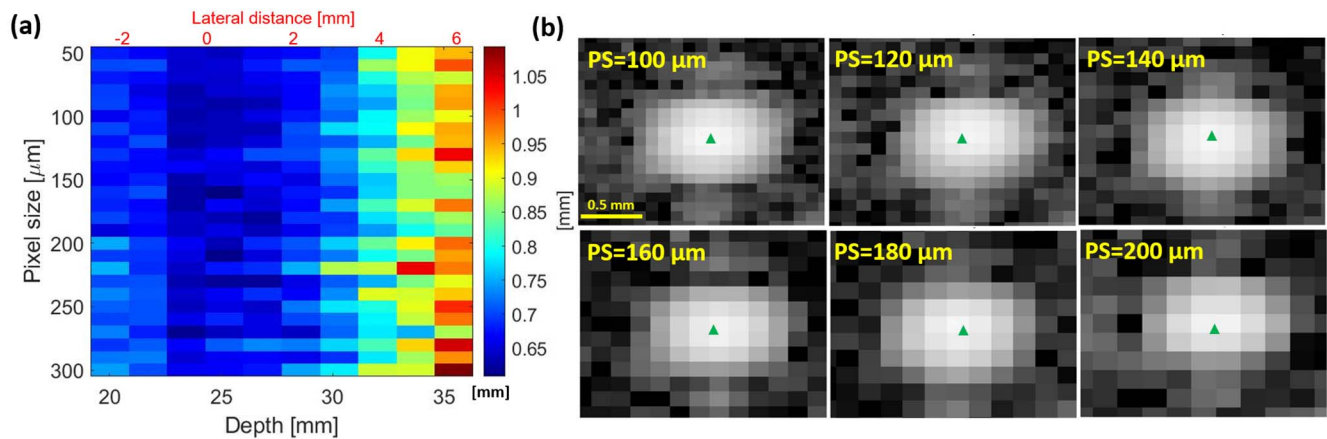 (a)
Lateral distance [mm]
-2 0 2 4 6
Pixel size [μm]
50
100
150
200
250
300
20 25 30 35
Depth [mm]
1.05
1
0.95
0.9
0.85
0.8
0.75
0.7
0.65
[mm]
(b)
[mm]
PS=100 μm
PS=120 μm
PS=140 μm
0.5 mm
PS=160 μm
PS=180 μm
PS=200 μm